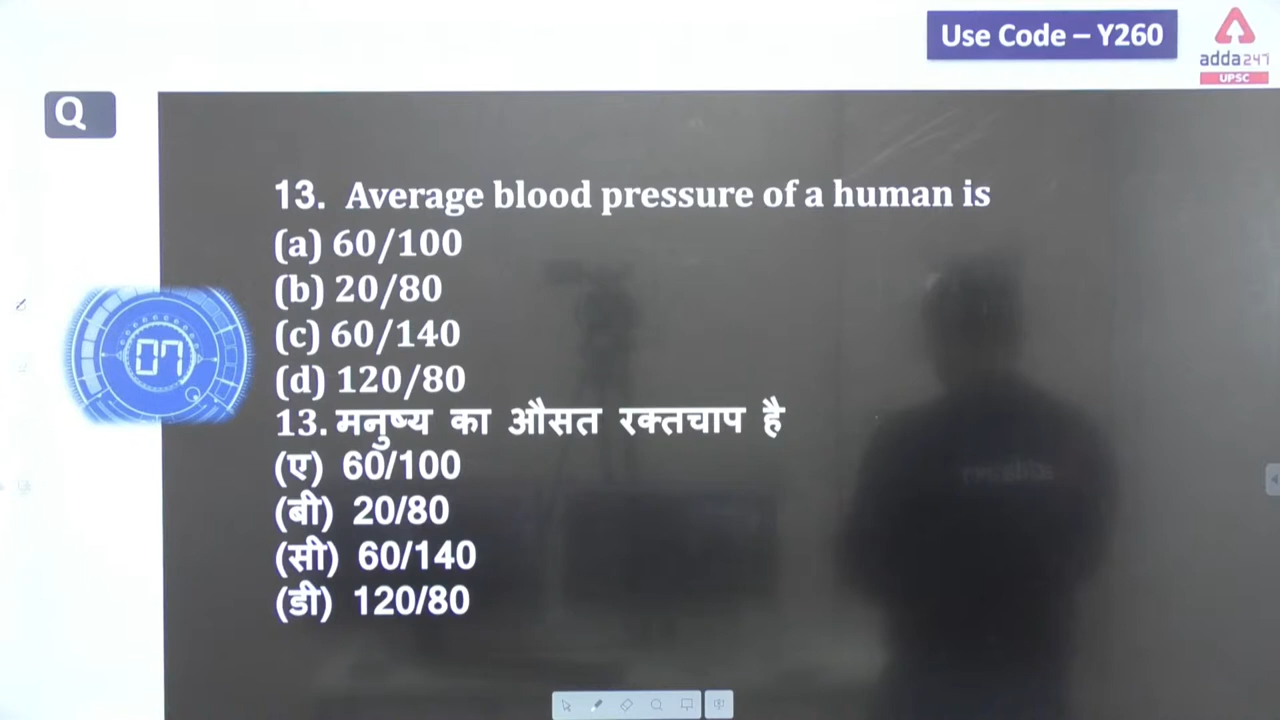 Use Code – Y260
adda247
UPSC
Q
13. Average blood pressure of a human is
(a) 60/100
(b) 20/80
(c) 60/140
(d) 120/80
07
13. मनुष्य का औसत रक्तचाप है
(ए) 60/100
(बी) 20/80
(सी) 60/140
(डी) 120/80